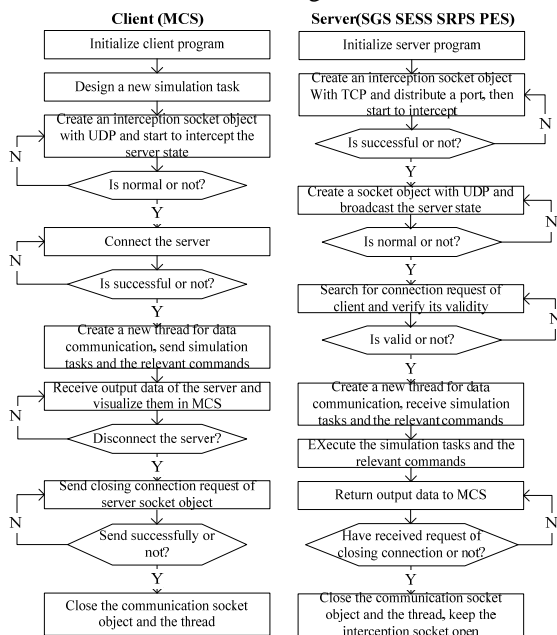 Client (MCS)
Initialize client program
Design a new simulation task
Create an interception socket object
with UDP and start to intercept the
server state
N
Is normal or not?
Y
Connect the server
N
Is successful or not?
Y
Create a new thread for data
communication, send simulation
tasks and the relevant commands
Receive output data of the server and
visualize them in MCS
N
Disconnect the server?
Y
Send closing connection request of
server socket object
N
Send successfully or
not?
Y
Close the communication socket
object and the thread
Server(SGS SESS SRPS PES)
Initialize server program
Create an interception socket object
With TCP and distribute a port, then
start to intercept
N
Is successful or not?
Y
Create a socket object with UDP and
broadcast the server state
N
Is normal or not?
Y
Search for connection request of
client and verify its validity
N
Is valid or not?
Y
Create a new thread for data
communication, receive simulation
tasks and the relevant commands
EXecute the simulation tasks and the
relevant commands
Return output data to MCS
N
Have received request of
closing connection or not?
Y
Close the communication socket
object and the thread, keep the
interception socket open